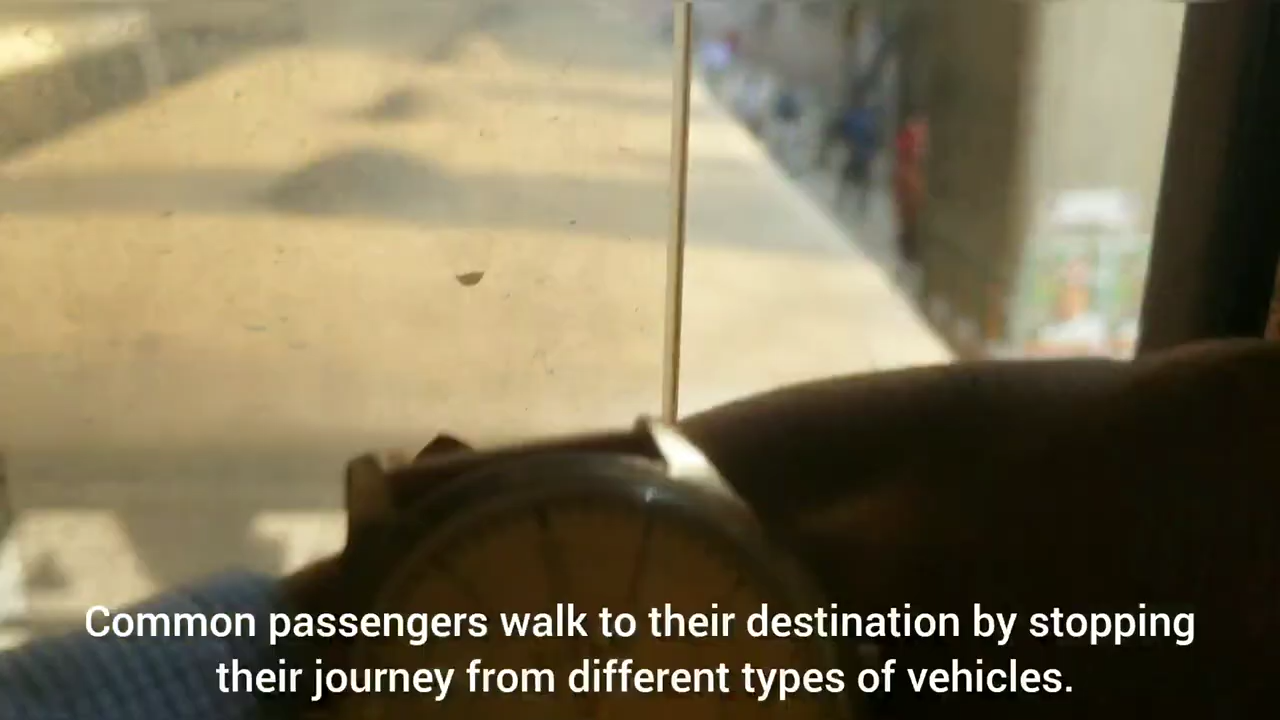 Common passengers walk to their destination by stopping
their journey from different types of vehicles.